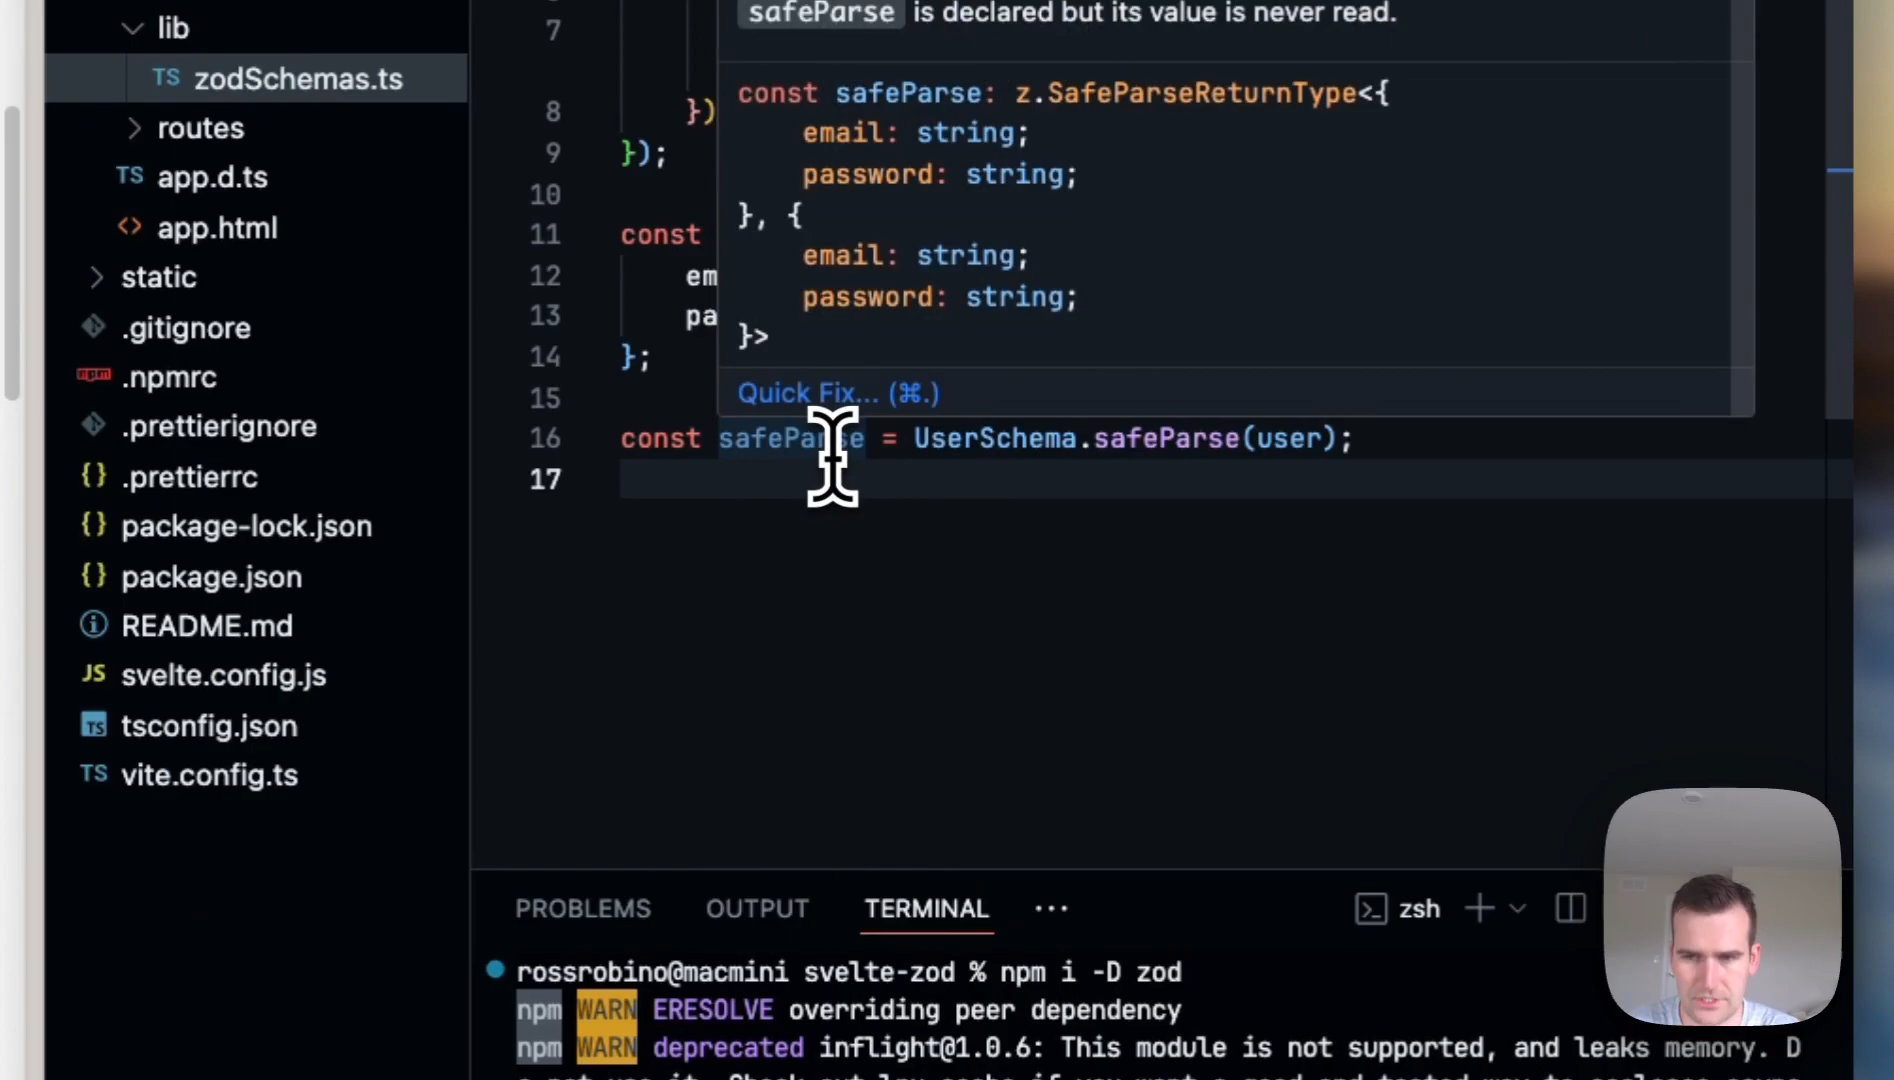 lib
TS zodSchemas.ts
routes
TS app.d.ts
<> app.html
static
.gitignore
npm .npmrc
.prettierignore
{} .prettierrc
{} package-lock.json
{} package.json
README.md
JS svelte.config.js
TS tsconfig.json
TS vite.config.ts
7
8 })
9 });
10
11 const
12 em
13 pa
14 };
15
16 const safeParse = UserSchema.safeParse(user);
17
safeParse is declared but its value is never read.
const safeParse: z.SafeParseReturnType<{
email: string;
password: string;
}, {
email: string;
password: string;
}>
Quick Fix... (⌘.)
PROBLEMS OUTPUT TERMINAL ... zsh
rossrobino@macmini svelte-zod % npm i -D zod
npm WARN ERESOLVE overriding peer dependency
npm WARN deprecated inflight@1.0.6: This module is not supported, and leaks memory. D